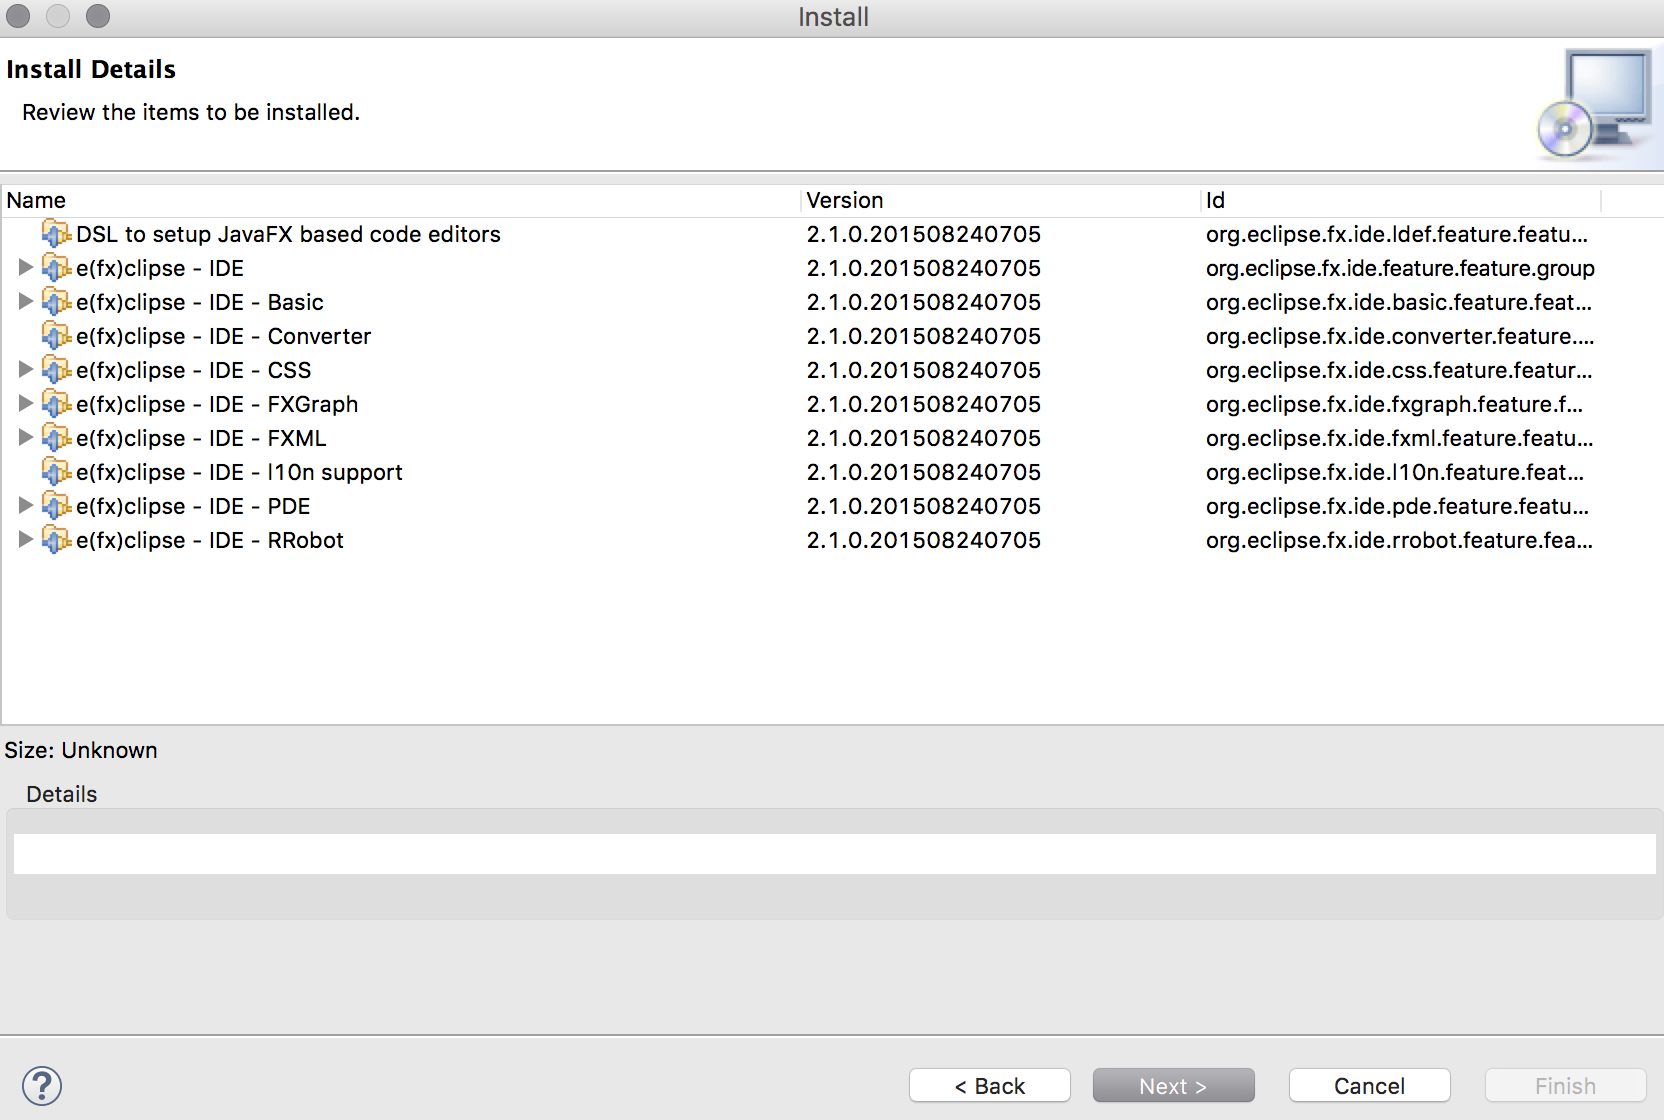 Install
Install Details
Review the items to be installed.
Name Version Id
DSL to setup JavaFX based code editors 2.1.0.201508240705 org.eclipse.fx.ide.ldef.feature.featu...
e(fx)clipse - IDE 2.1.0.201508240705 org.eclipse.fx.ide.feature.feature.group
e(fx)clipse - IDE - Basic 2.1.0.201508240705 org.eclipse.fx.ide.basic.feature.feat...
e(fx)clipse - IDE - Converter 2.1.0.201508240705 org.eclipse.fx.ide.converter.feature....
e(fx)clipse - IDE - CSS 2.1.0.201508240705 org.eclipse.fx.ide.css.feature.featur...
e(fx)clipse - IDE - FXGraph 2.1.0.201508240705 org.eclipse.fx.ide.fxgraph.feature.f...
e(fx)clipse - IDE - FXML 2.1.0.201508240705 org.eclipse.fx.ide.fxml.feature.featu...
e(fx)clipse - IDE - l10n support 2.1.0.201508240705 org.eclipse.fx.ide.l10n.feature.feat...
e(fx)clipse - IDE - PDE 2.1.0.201508240705 org.eclipse.fx.ide.pde.feature.featu...
e(fx)clipse - IDE - RRobot 2.1.0.201508240705 org.eclipse.fx.ide.rrobot.feature.fea...
Size: Unknown
Details
? < Back Next > Cancel Finish